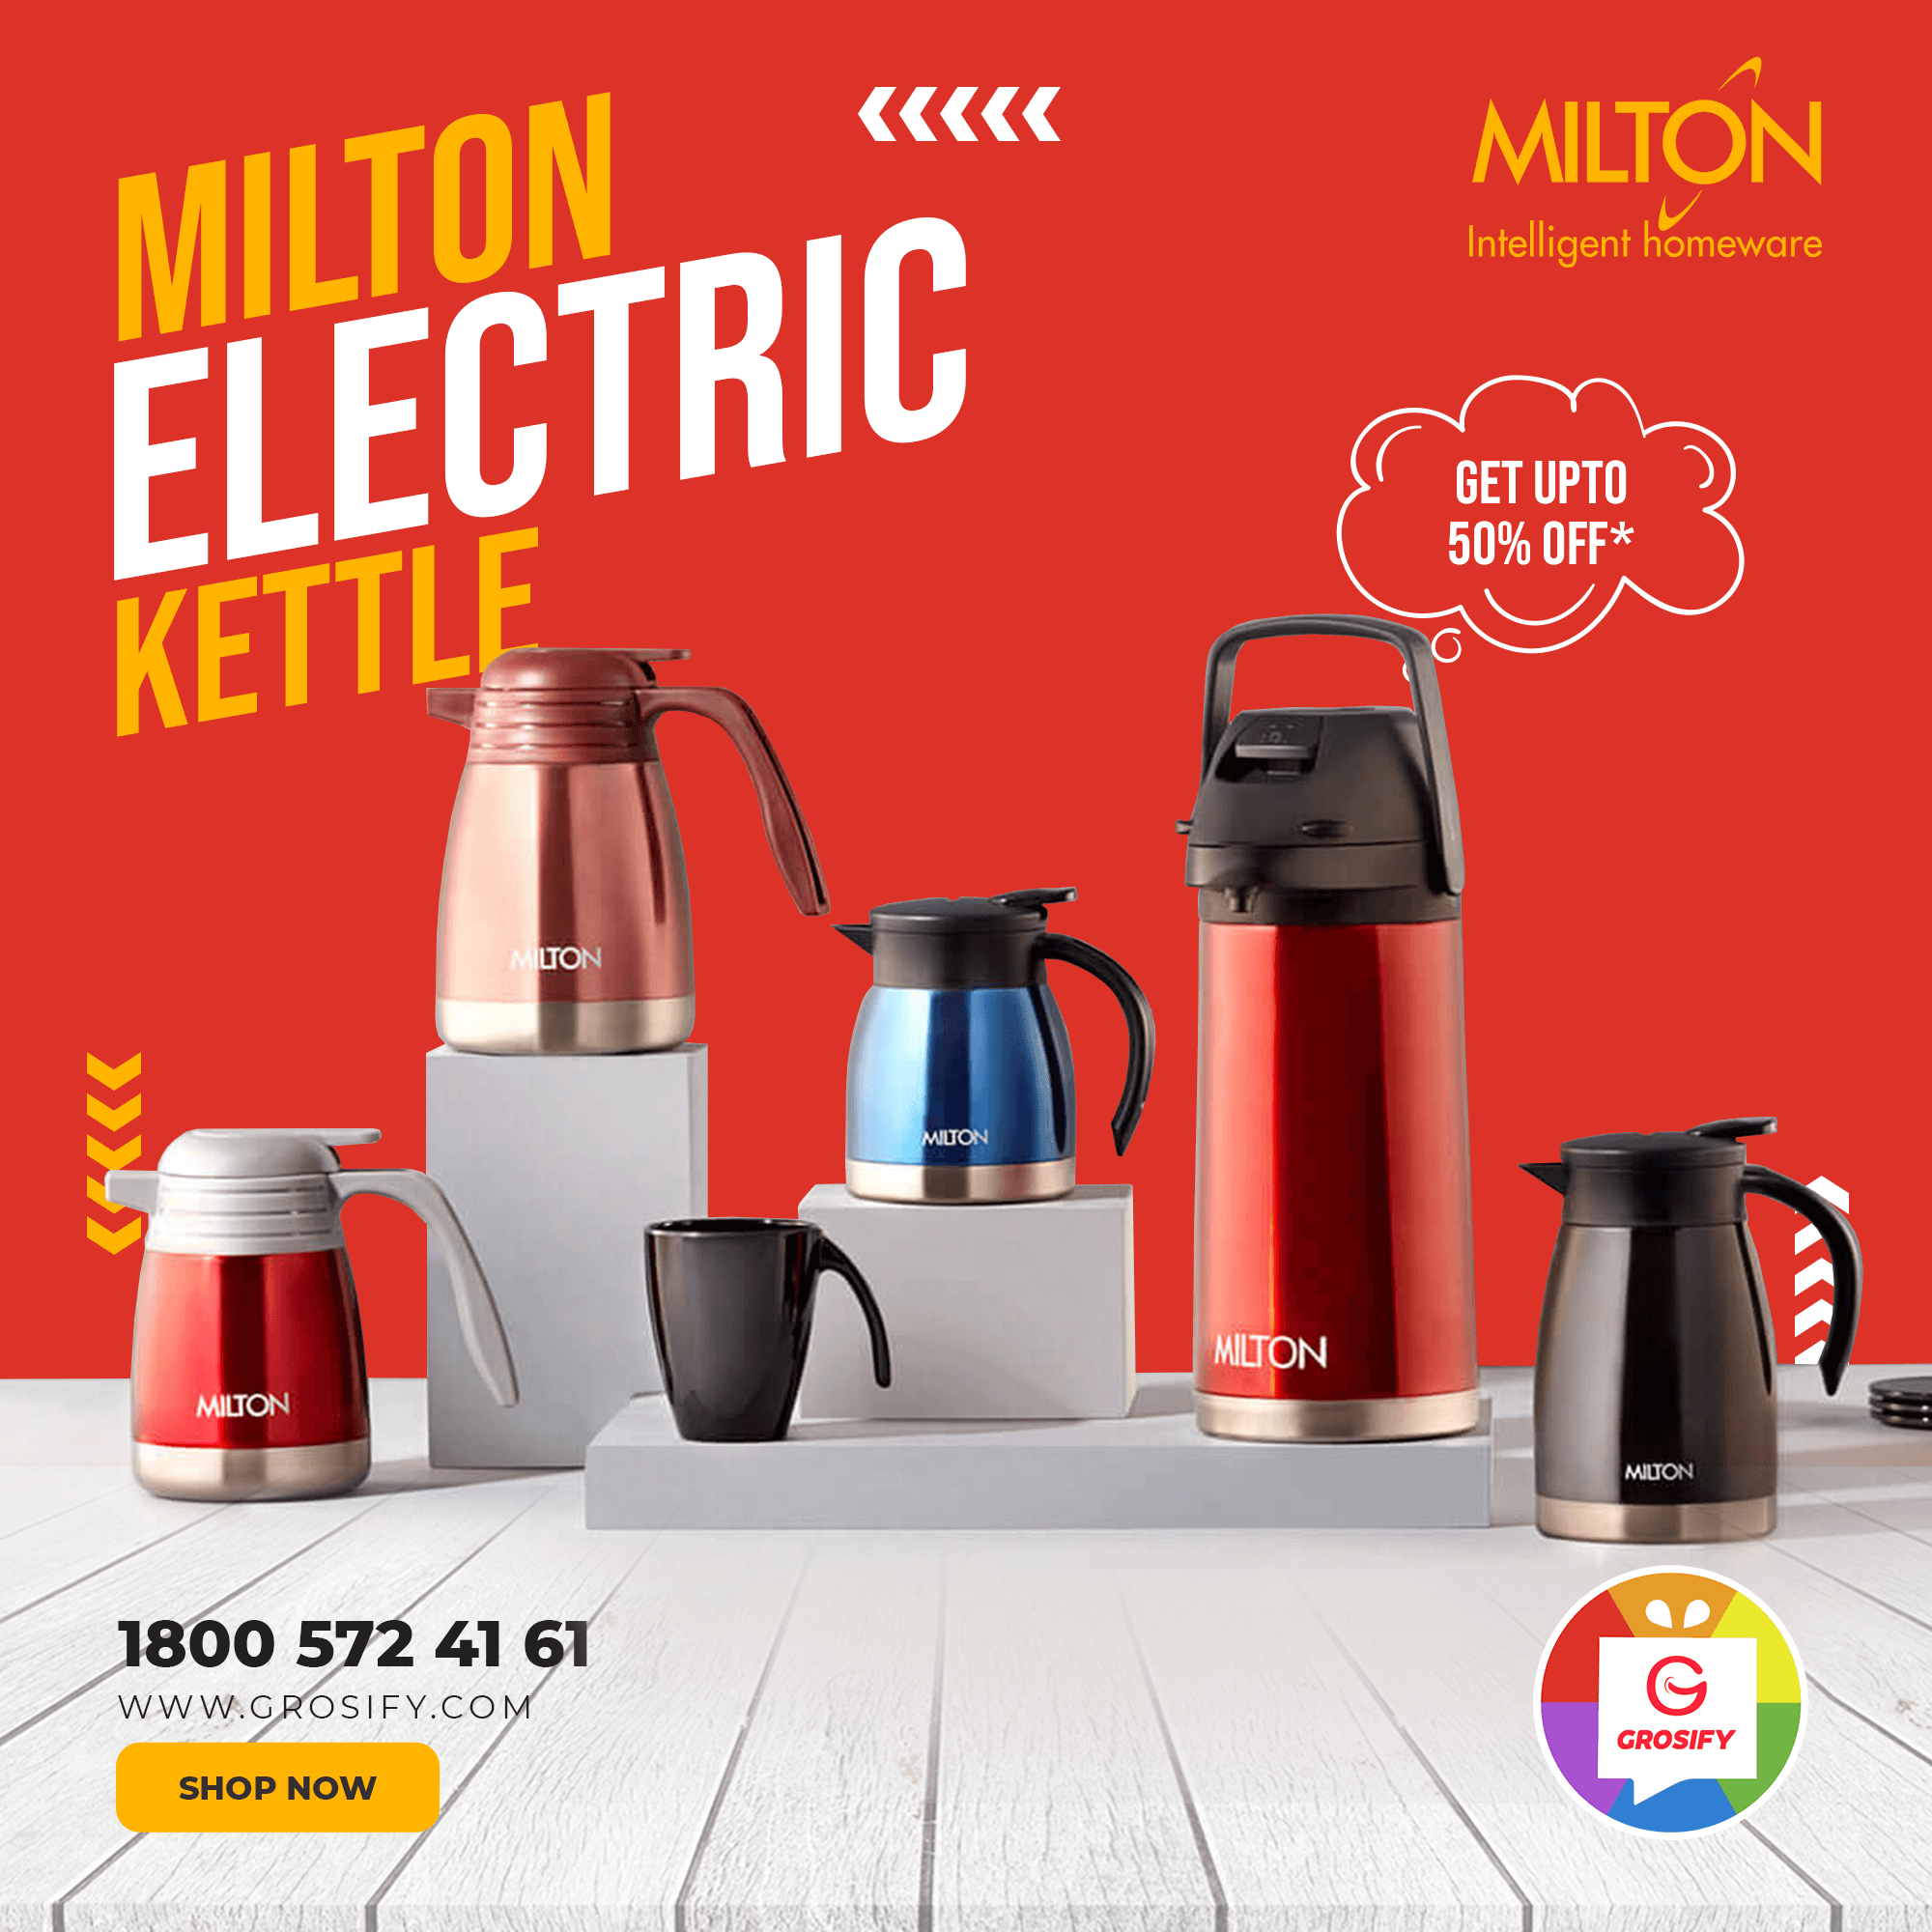 MILTON
ELECTRIC
KETTLE
MILTON
Intelligent homeware
GET UPTO
50% OFF*
MILTON
MILTON
MILTON
MILTON
MILTON
1800 572 41 61
WWW.GROSIFY.COM
SHOP NOW
G
GROSIFY